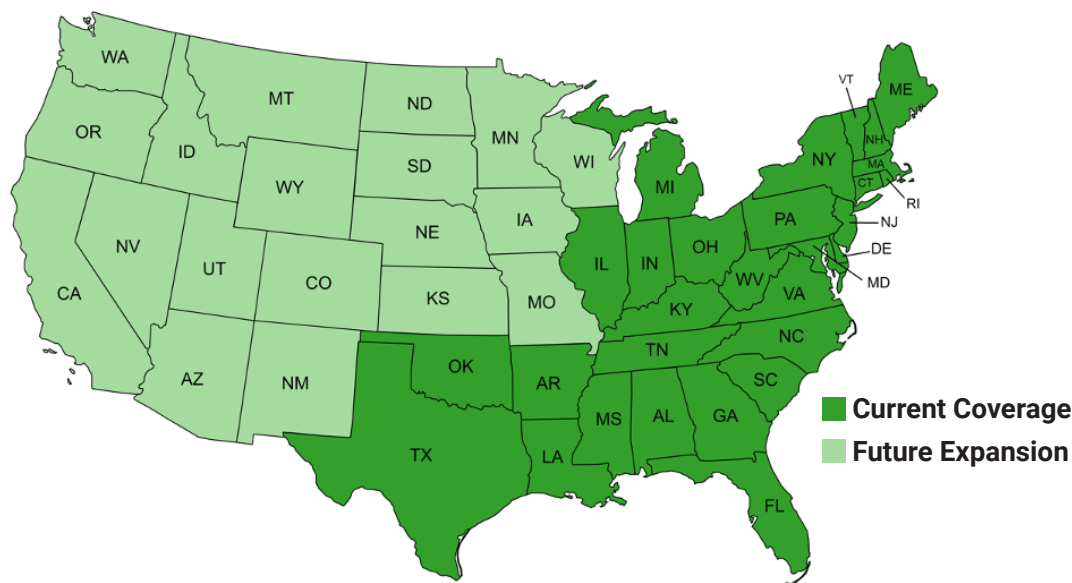 WA
OR
ID
MT
ND
MN
SD
WY
WI
NE
IA
NV
UT
CO
CA
KS
MO
AZ
NM
OK
TX
AR
LA
MS
AL
GA
FL
SC
NC
TN
KY
VA
WV
IL
IN
OH
MI
PA
NY
VT
ME
NH
MA
CT
RI
NJ
DE
MD
Current Coverage
Future Expansion